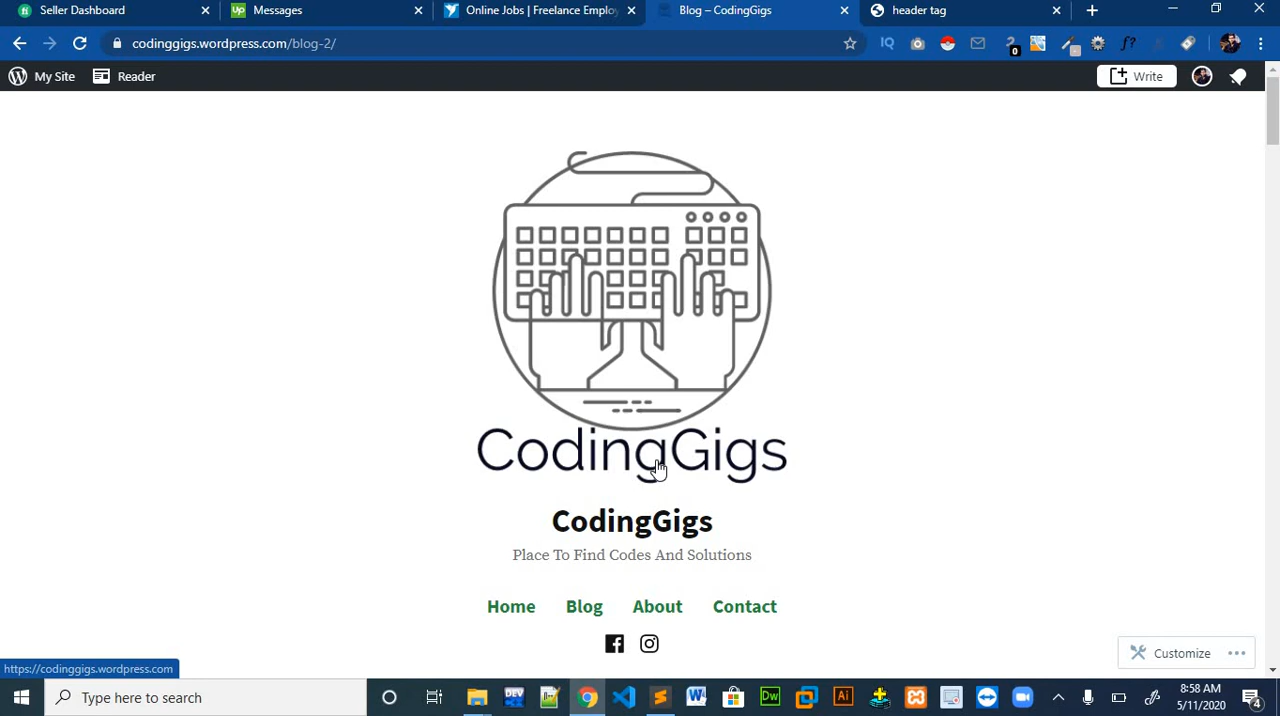 Seller Dashboard
Messages
Online Jobs | Freelance Employ
Blog – CodingGigs
header tag
codinggigs.wordpress.com/blog-2/
My Site
Reader
Write
CodingGigs
CodingGigs
Place To Find Codes And Solutions
Home Blog About Contact
Customize
https://codinggigs.wordpress.com
Type here to search
8:58 AM
5/11/2020